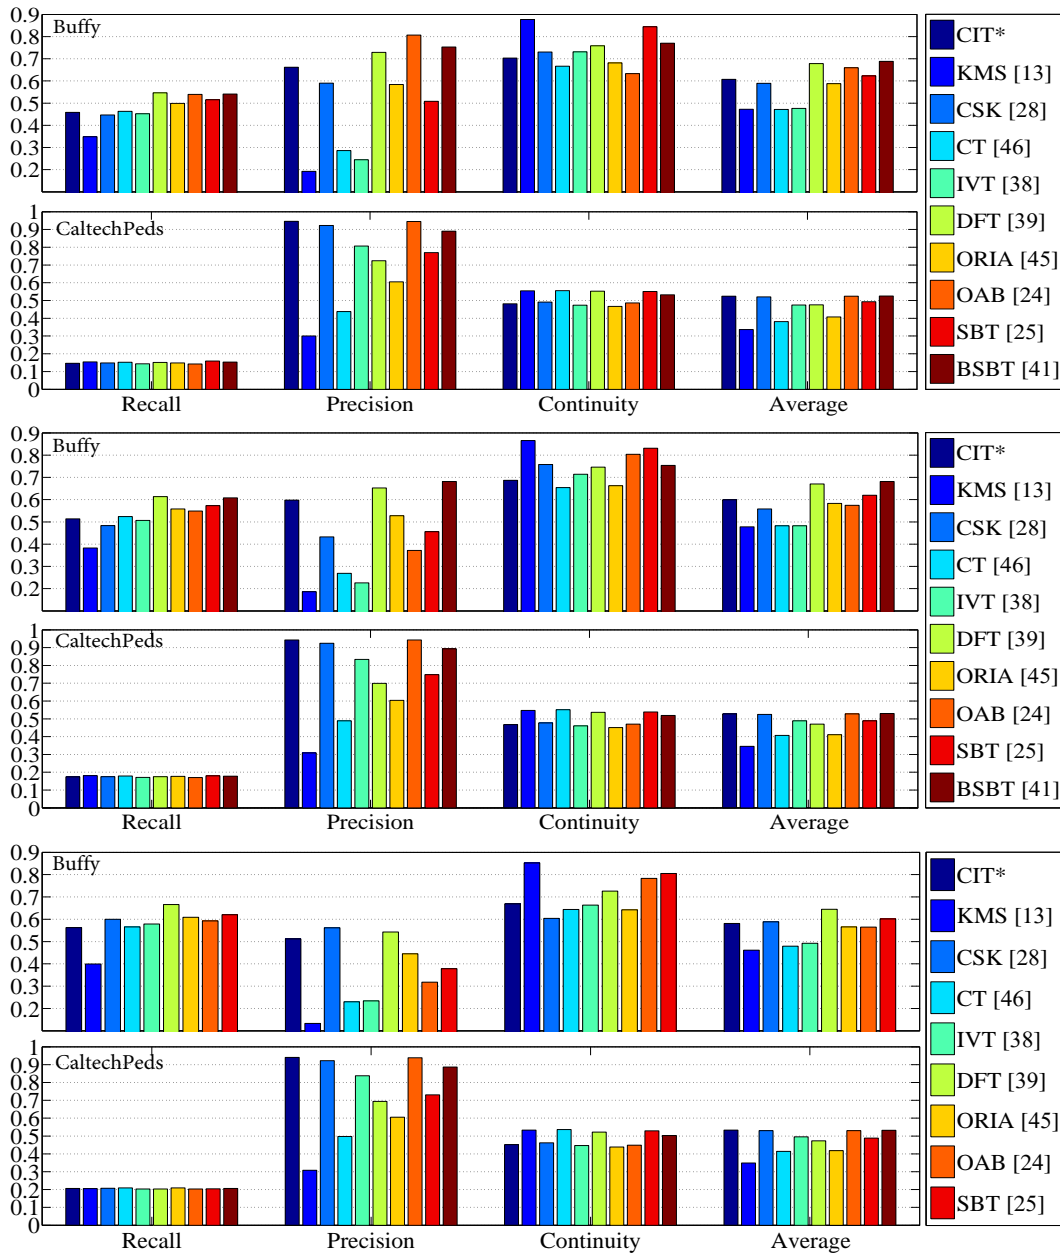 0.9
0.8
0.7
0.6
0.5
0.4
0.3
0.2
Buffy
1
0.9
0.8
0.7
0.6
0.5
0.4
0.3
0.2
0.1
0
CaltechPeds
Recall Precision Continuity Average
CIT*
KMS [13]
CSK [28]
CT [46]
IVT [38]
DFT [39]
ORIA [45]
OAB [24]
SBT [25]
BSBT [41]
0.9
0.8
0.7
0.6
0.5
0.4
0.3
0.2
Buffy
1
0.9
0.8
0.7
0.6
0.5
0.4
0.3
0.2
0.1
0
CaltechPeds
Recall Precision Continuity Average
CIT*
KMS [13]
CSK [28]
CT [46]
IVT [38]
DFT [39]
ORIA [45]
OAB [24]
SBT [25]
BSBT [41]
0.9
0.8
0.7
0.6
0.5
0.4
0.3
0.2
Buffy
1
0.9
0.8
0.7
0.6
0.5
0.4
0.3
0.2
0.1
0
CaltechPeds
Recall Precision Continuity Average
CIT*
KMS [13]
CSK [28]
CT [46]
IVT [38]
DFT [39]
ORIA [45]
OAB [24]
SBT [25]